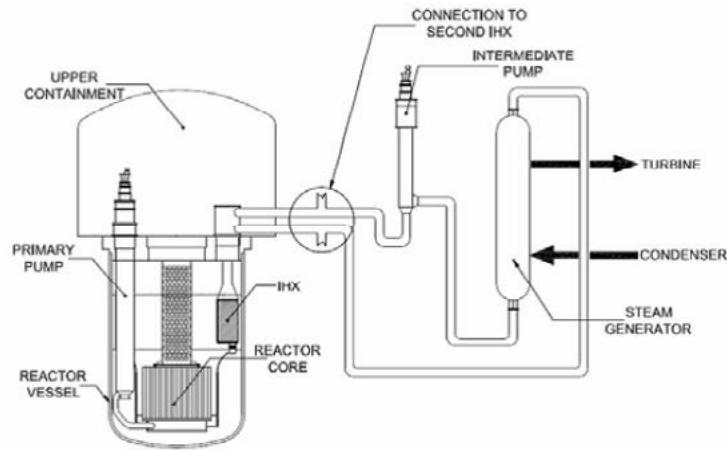 CONNECTION TO
SECOND IHX
INTERMEDIATE
PUMP
UPPER
CONTAINMENT
TURBINE
PRIMARY
PUMP
IHX
CONDENSER
STEAM
GENERATOR
REACTOR
CORE
REACTOR
VESSEL